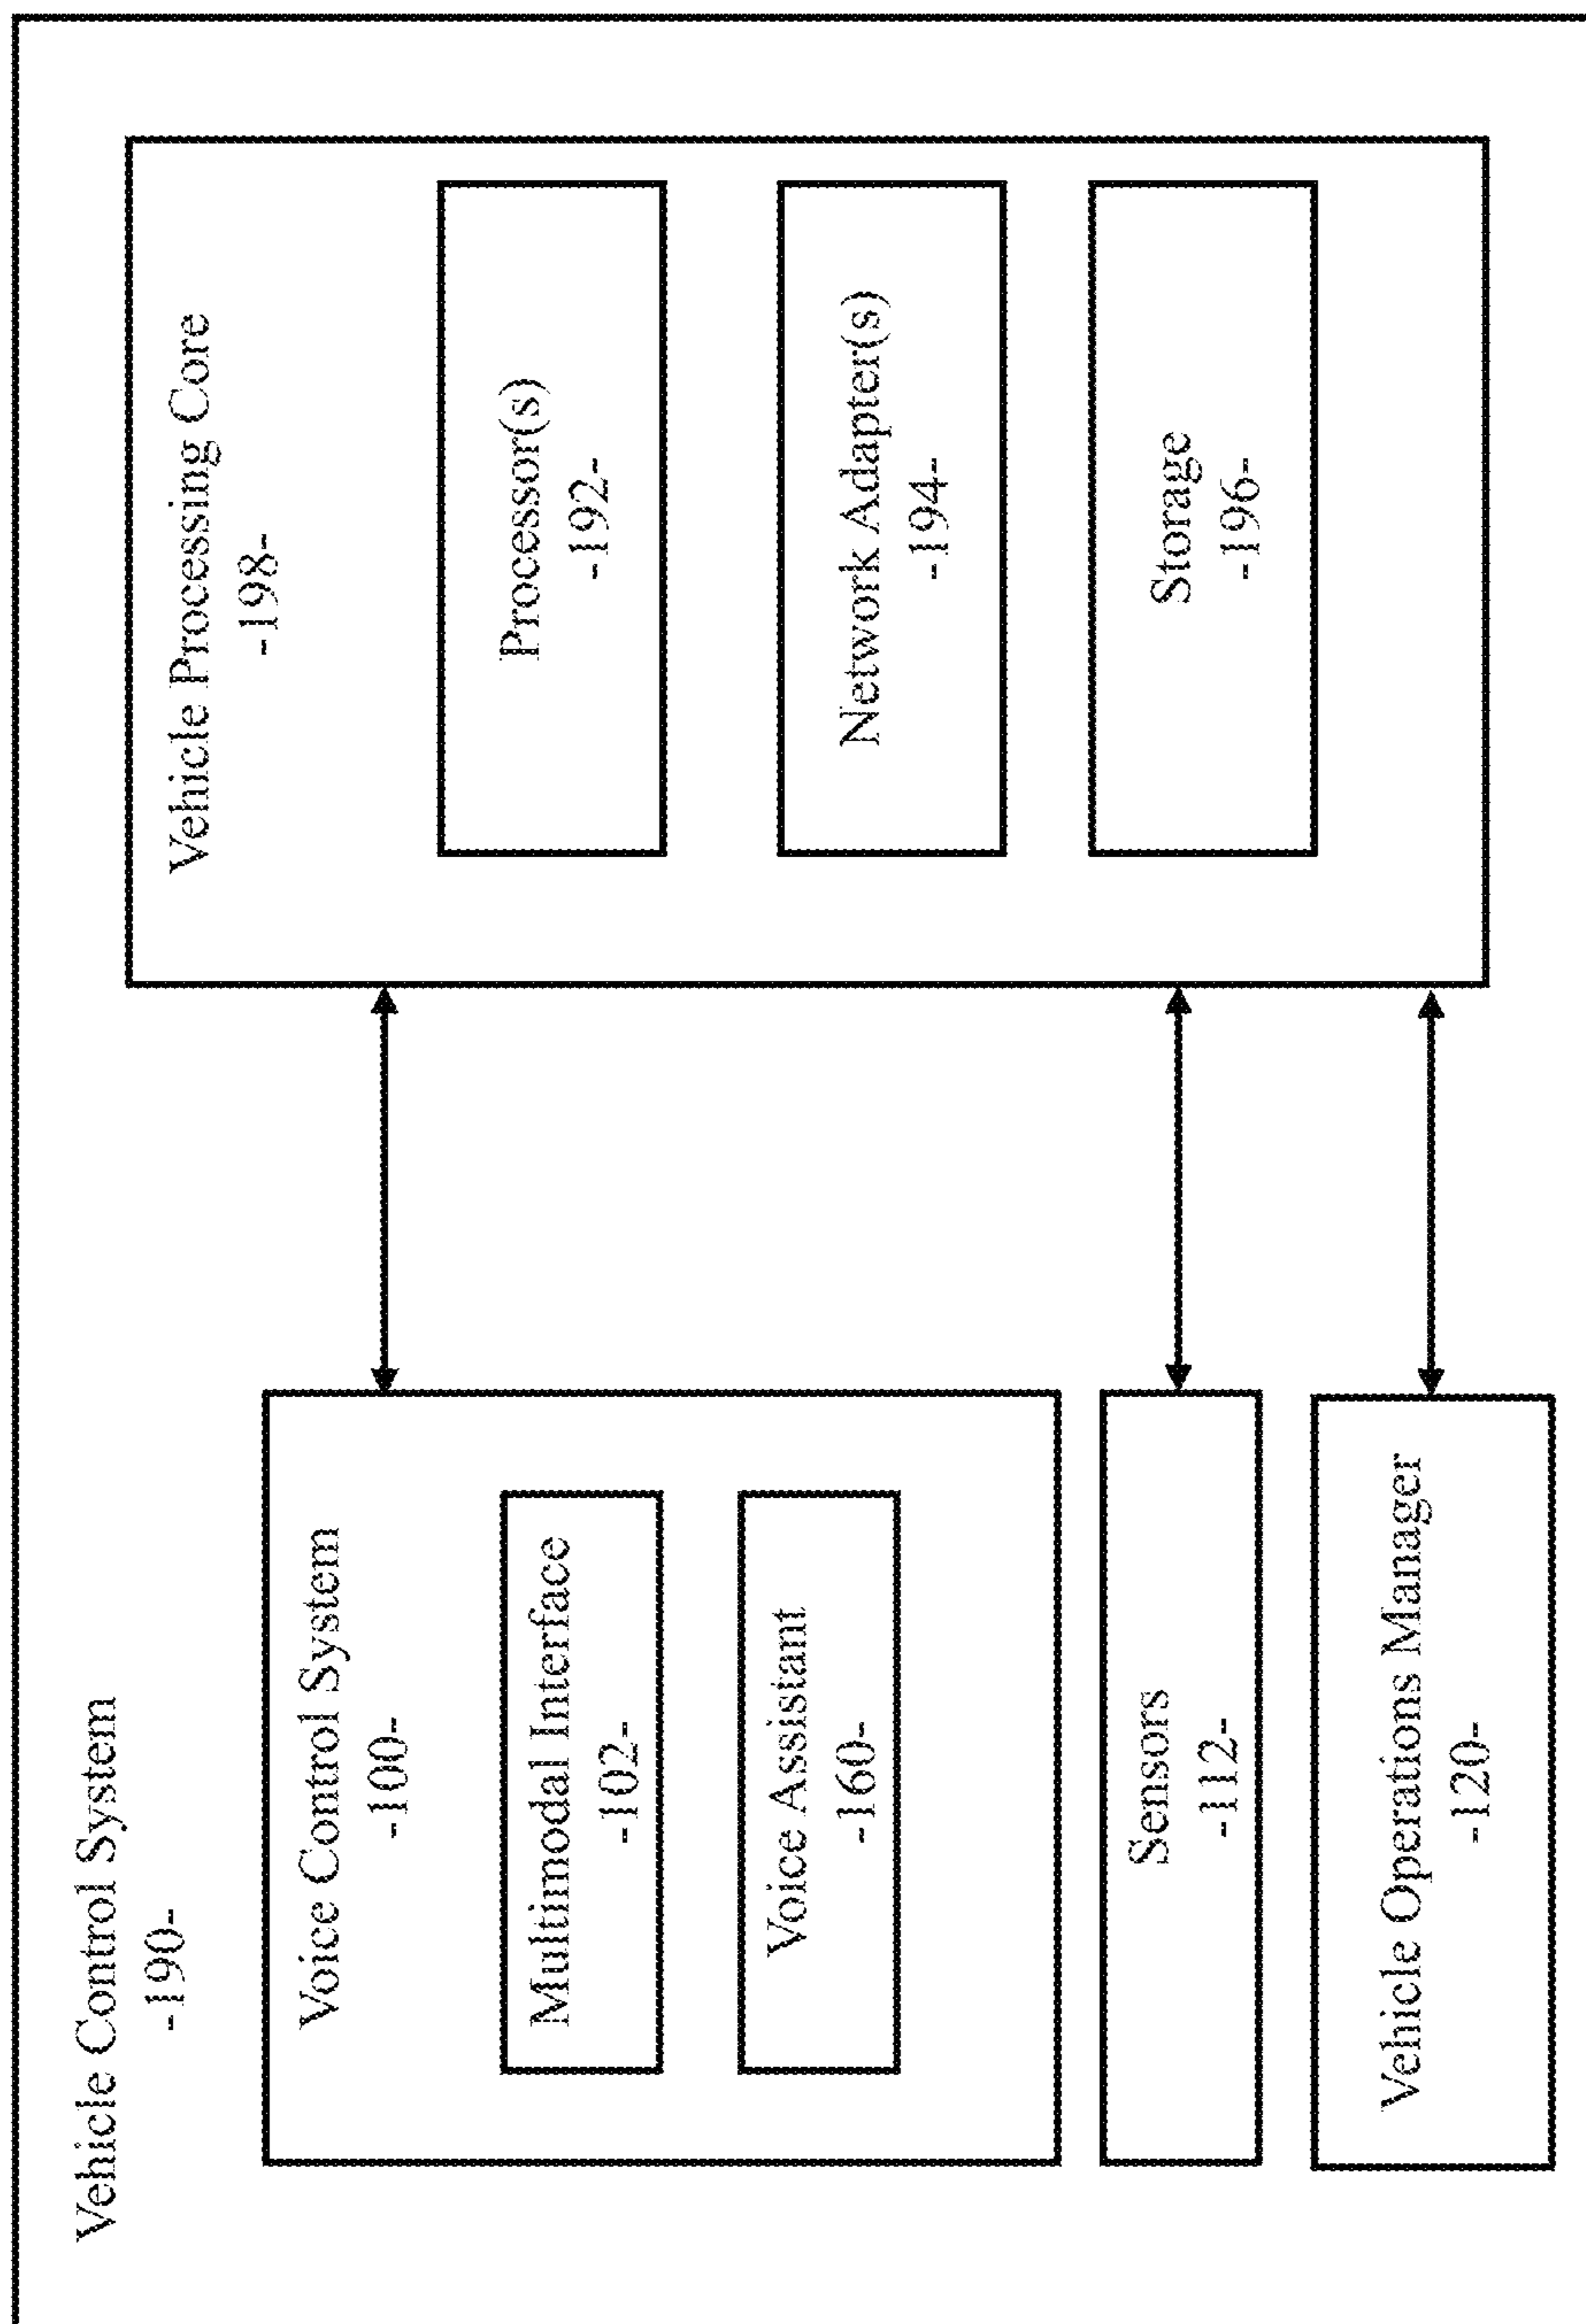 Vehicle Control System
-190-
Voice Control System
-100-
Multimodal Interface
-102-
Voice Assistant
-160-
Sensors
-112-
Vehicle Operations Manager
-120-
Vehicle Processing Core
-198-
Processor(s)
-192-
Network Adapter(s)
-194-
Storage
-196-